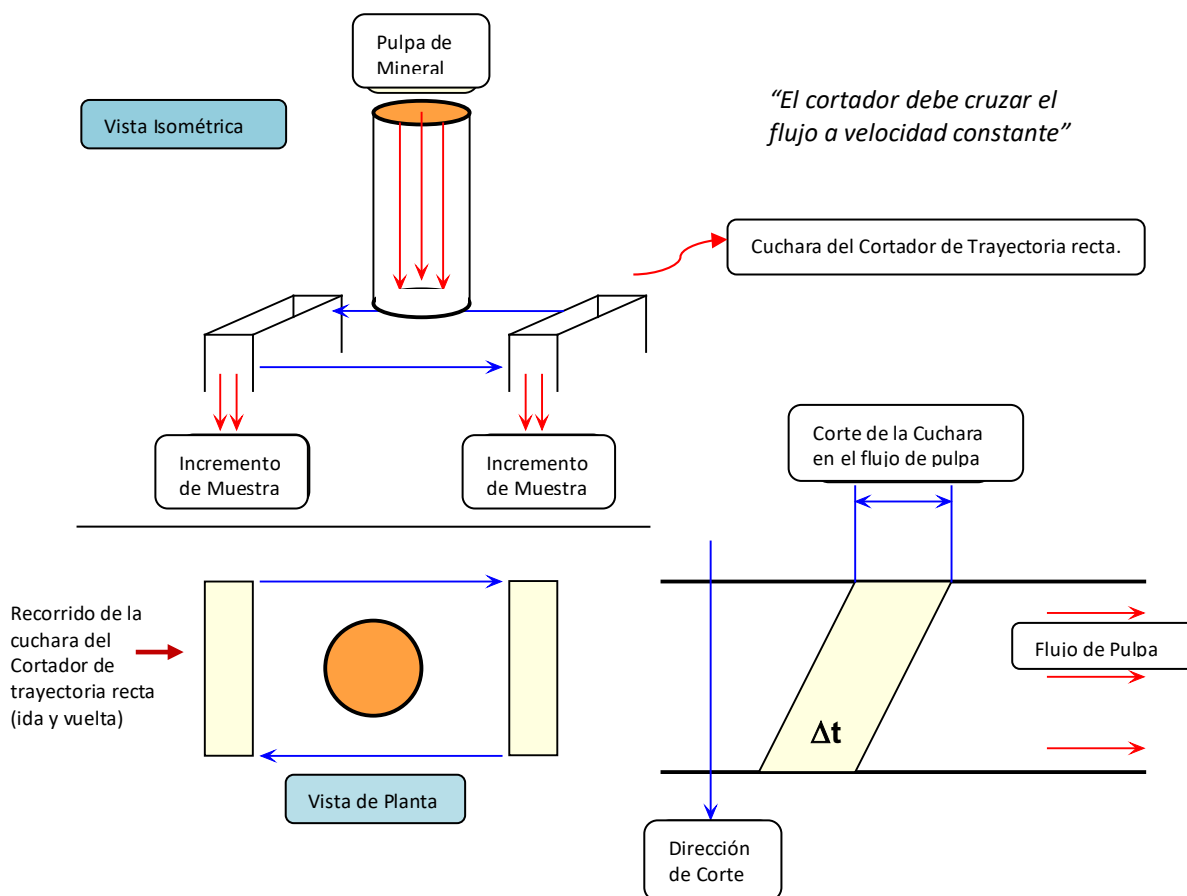 Pulpa de
Mineral
Vista Isométrica
“El cortador debe cruzar el
flujo a velocidad constante”
Cuchara del Cortador de Trayectoria recta.
Incremento
de Muestra
Incremento
de Muestra
Corte de la Cuchara
en el flujo de pulpa
Recorrido de la
cuchara del
Cortador de
trayectoria recta
(ida y vuelta)
Flujo de Pulpa
Δt
Vista de Planta
Dirección
de Corte